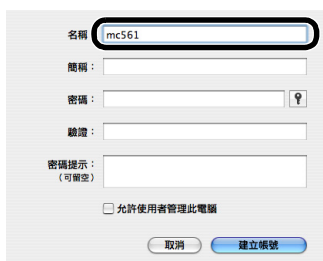 名稱： mc561
簡稱：
密碼：
驗證：
密碼提示：
（可留空）
允許使用者管理此電腦
取消 建立帳號